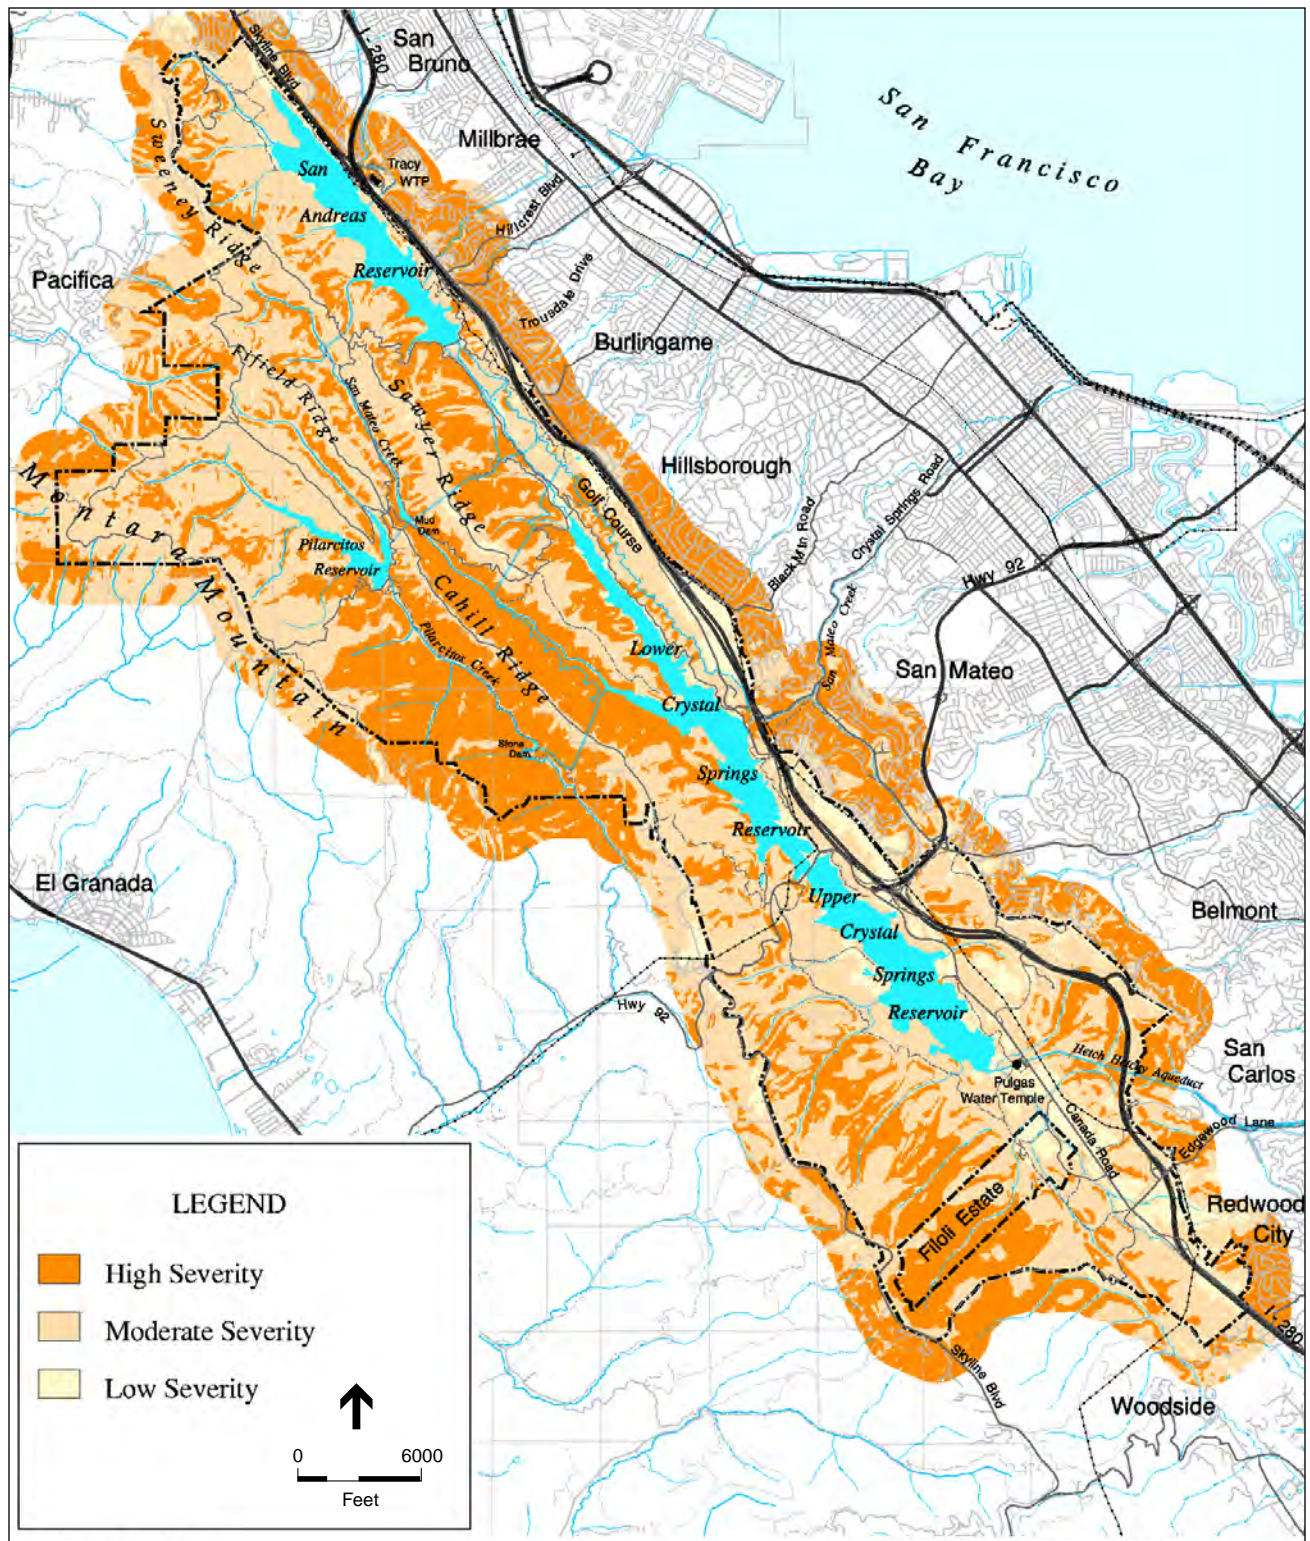 Skyline Blvd
I-280
San
Bruno
San Francisco
Bay
Millbrae
Tracy
WTP
Sweeney Ridge
San
Andreas
Reservoir
Hillcrest Blvd
Pacifica
Trousdale Drive
Burlingame
Fifield Ridge
San Mateo Creek
Sawyer Ridge
Hillsborough
Golf Course
Black Mtn Road
Crystal Springs Road
Montara Mountain
Mud
Dam
Pilarcitos
Reservoir
Hwy 92
Cahill Ridge
Pilarcitos Creek
San Mateo Creek
Lower
Crystal
Springs
Reservoir
San Mateo
Stone
Dam
El Granada
Upper
Crystal
Springs
Reservoir
Belmont
Hwy 92
San
Carlos
Hetch Hetchy Aqueduct
Pulgas
Water Temple
Canada Road
Edgewood Lane
Filoli Estate
Redwood
City
I-280
Skyline Blvd
Woodside
LEGEND
High Severity
Moderate Severity
Low Severity
0 6000
Feet